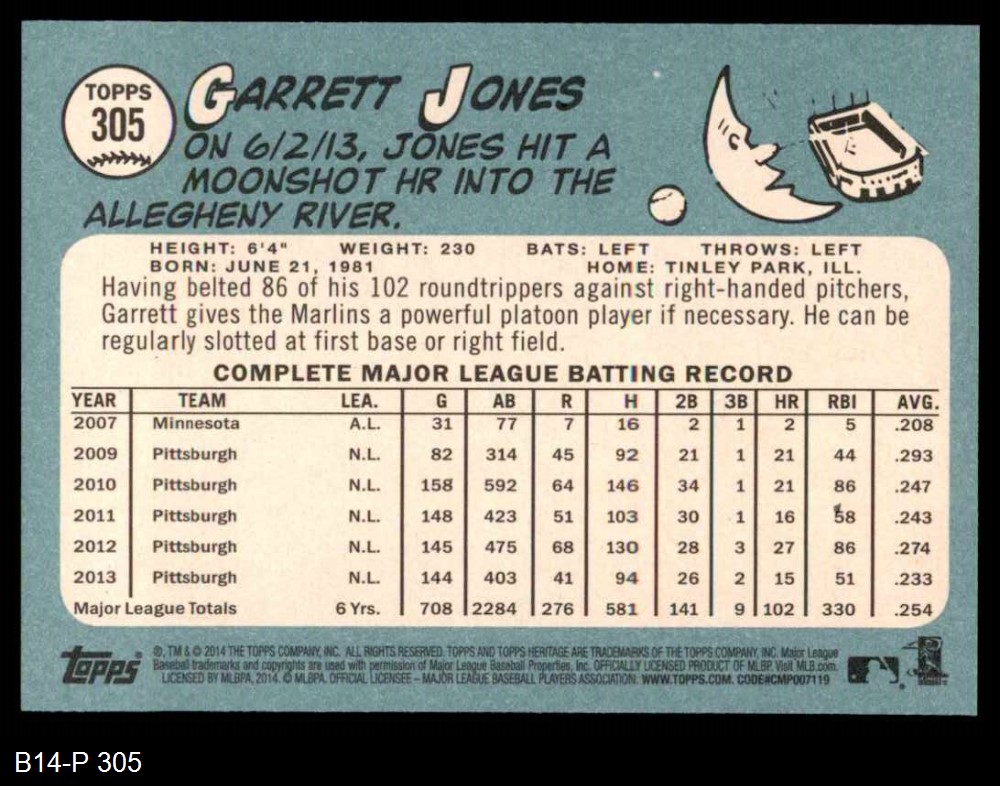 TOPPS
305
GARRETT JONES
ON 6/2/13, JONES HIT A
MOONSHOT HR INTO THE
ALLEGHENY RIVER.
HEIGHT: 6'4" WEIGHT: 230 BATS: LEFT THROWS: LEFT
BORN: JUNE 21, 1981 HOME: TINLEY PARK, ILL.
Having belted 86 of his 102 roundtrippers against right-handed pitchers,
Garrett gives the Marlins a powerful platoon player if necessary. He can be
regularly slotted at first base or right field.
COMPLETE MAJOR LEAGUE BATTING RECORD
YEAR TEAM LEA. G AB R H 2B 3B HR RBI AVG.
2007 Minnesota A.L. 31 77 7 16 2 1 2 5 .208
2009 Pittsburgh N.L. 82 314 45 92 21 1 21 44 .293
2010 Pittsburgh N.L. 158 592 64 146 34 1 21 86 .247
2011 Pittsburgh N.L. 148 423 51 103 30 1 16 58 .243
2012 Pittsburgh N.L. 145 475 68 130 28 3 27 86 .274
2013 Pittsburgh N.L. 144 403 41 94 26 2 15 51 .233
Major League Totals 6 Yrs. 708 2284 276 581 141 9 102 330 .254
Topps
®, TM & © 2014 THE TOPPS COMPANY, INC. ALL RIGHTS RESERVED. TOPPS AND TOPPS HERITAGE ARE TRADEMARKS OF THE TOPPS COMPANY, INC. Major League
Baseball trademarks and copyrights are used with permission of Major League Baseball Properties, Inc. OFFICIALLY LICENSED PRODUCT OF MLBP. Visit MLB.com.
LICENSED BY MLBPA, 2014. © MLBPA. OFFICIAL LICENSEE – MAJOR LEAGUE BASEBALL PLAYERS ASSOCIATION. WWW.TOPPS.COM. CODE#CMP007119
B14-P 305